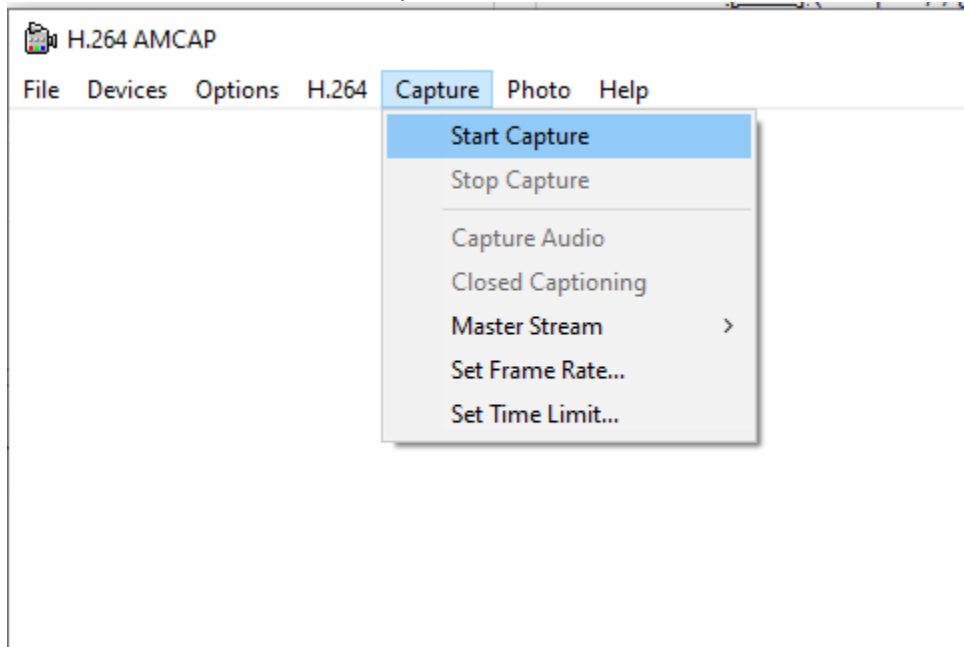 H.264 AMCAP
File Devices Options H.264 Capture Photo Help
Start Capture
Stop Capture
Capture Audio
Closed Captioning
Master Stream >
Set Frame Rate...
Set Time Limit...